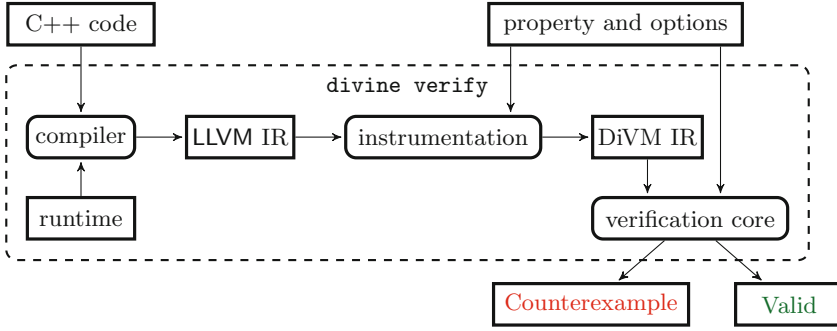 C++ code
property and options
divine verify
compiler
LLVM IR
instrumentation
DiVM IR
runtime
verification core
Counterexample
Valid